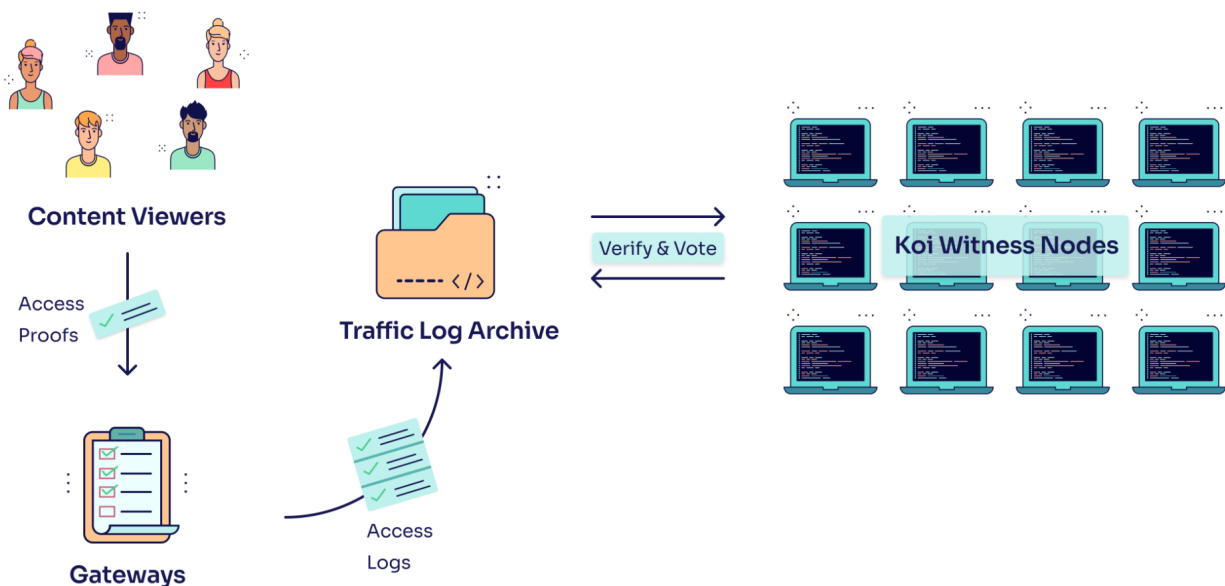 Content Viewers
Access
Proofs
Gateways
Access
Logs
Traffic Log Archive
</>
Verify & Vote
Koi Witness Nodes